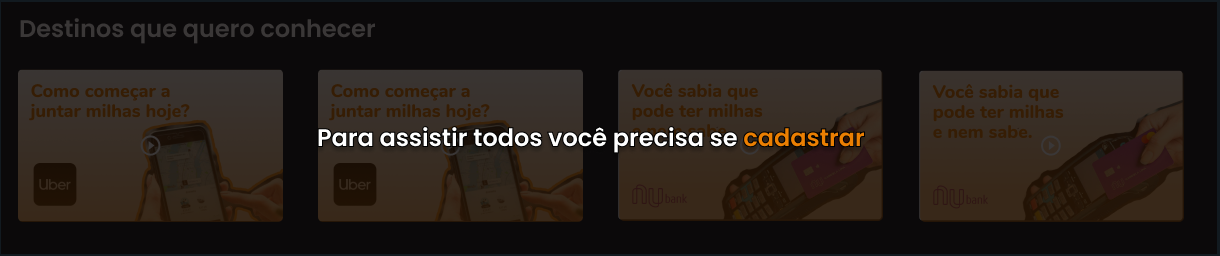 Destinos que quero conhecer
Como começar a
juntar milhas hoje?
Uber
Como começar a
juntar milhas hoje?
Uber
Você sabia que
pode ter milhas
nu bank
Você sabia que
pode ter milhas
e nem sabe.
nu bank
Para assistir todos você precisa se cadastrar